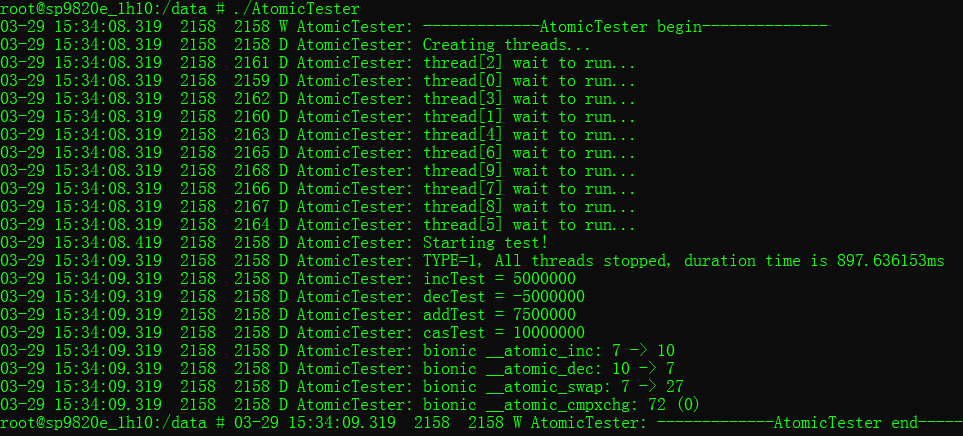 root@sp9820e_1h10:/data # ./AtomicTester
03-29 15:34:08.319  2158  2158 W AtomicTester: -------------AtomicTester begin--------------
03-29 15:34:08.319  2158  2158 D AtomicTester: Creating threads...
03-29 15:34:08.319  2158  2161 D AtomicTester: thread[2] wait to run...
03-29 15:34:08.319  2158  2159 D AtomicTester: thread[0] wait to run...
03-29 15:34:08.319  2158  2162 D AtomicTester: thread[3] wait to run...
03-29 15:34:08.319  2158  2160 D AtomicTester: thread[1] wait to run...
03-29 15:34:08.319  2158  2163 D AtomicTester: thread[4] wait to run...
03-29 15:34:08.319  2158  2165 D AtomicTester: thread[6] wait to run...
03-29 15:34:08.319  2158  2168 D AtomicTester: thread[9] wait to run...
03-29 15:34:08.319  2158  2166 D AtomicTester: thread[7] wait to run...
03-29 15:34:08.319  2158  2167 D AtomicTester: thread[8] wait to run...
03-29 15:34:08.319  2158  2164 D AtomicTester: thread[5] wait to run...
03-29 15:34:08.419  2158  2158 D AtomicTester: Starting test!
03-29 15:34:09.319  2158  2158 D AtomicTester: TYPE=1, All threads stopped, duration time is 897.636153ms
03-29 15:34:09.319  2158  2158 D AtomicTester: incTest = 5000000
03-29 15:34:09.319  2158  2158 D AtomicTester: decTest = -5000000
03-29 15:34:09.319  2158  2158 D AtomicTester: addTest = 7500000
03-29 15:34:09.319  2158  2158 D AtomicTester: casTest = 10000000
03-29 15:34:09.319  2158  2158 D AtomicTester: bionic __atomic_inc: 7 -> 10
03-29 15:34:09.319  2158  2158 D AtomicTester: bionic __atomic_dec: 10 -> 7
03-29 15:34:09.319  2158  2158 D AtomicTester: bionic __atomic_swap: 7 -> 27
03-29 15:34:09.319  2158  2158 D AtomicTester: bionic __atomic_cmpxchg: 72 (0)
root@sp9820e_1h10:/data # 03-29 15:34:09.319  2158  2158 W AtomicTester: -------------AtomicTester end-----